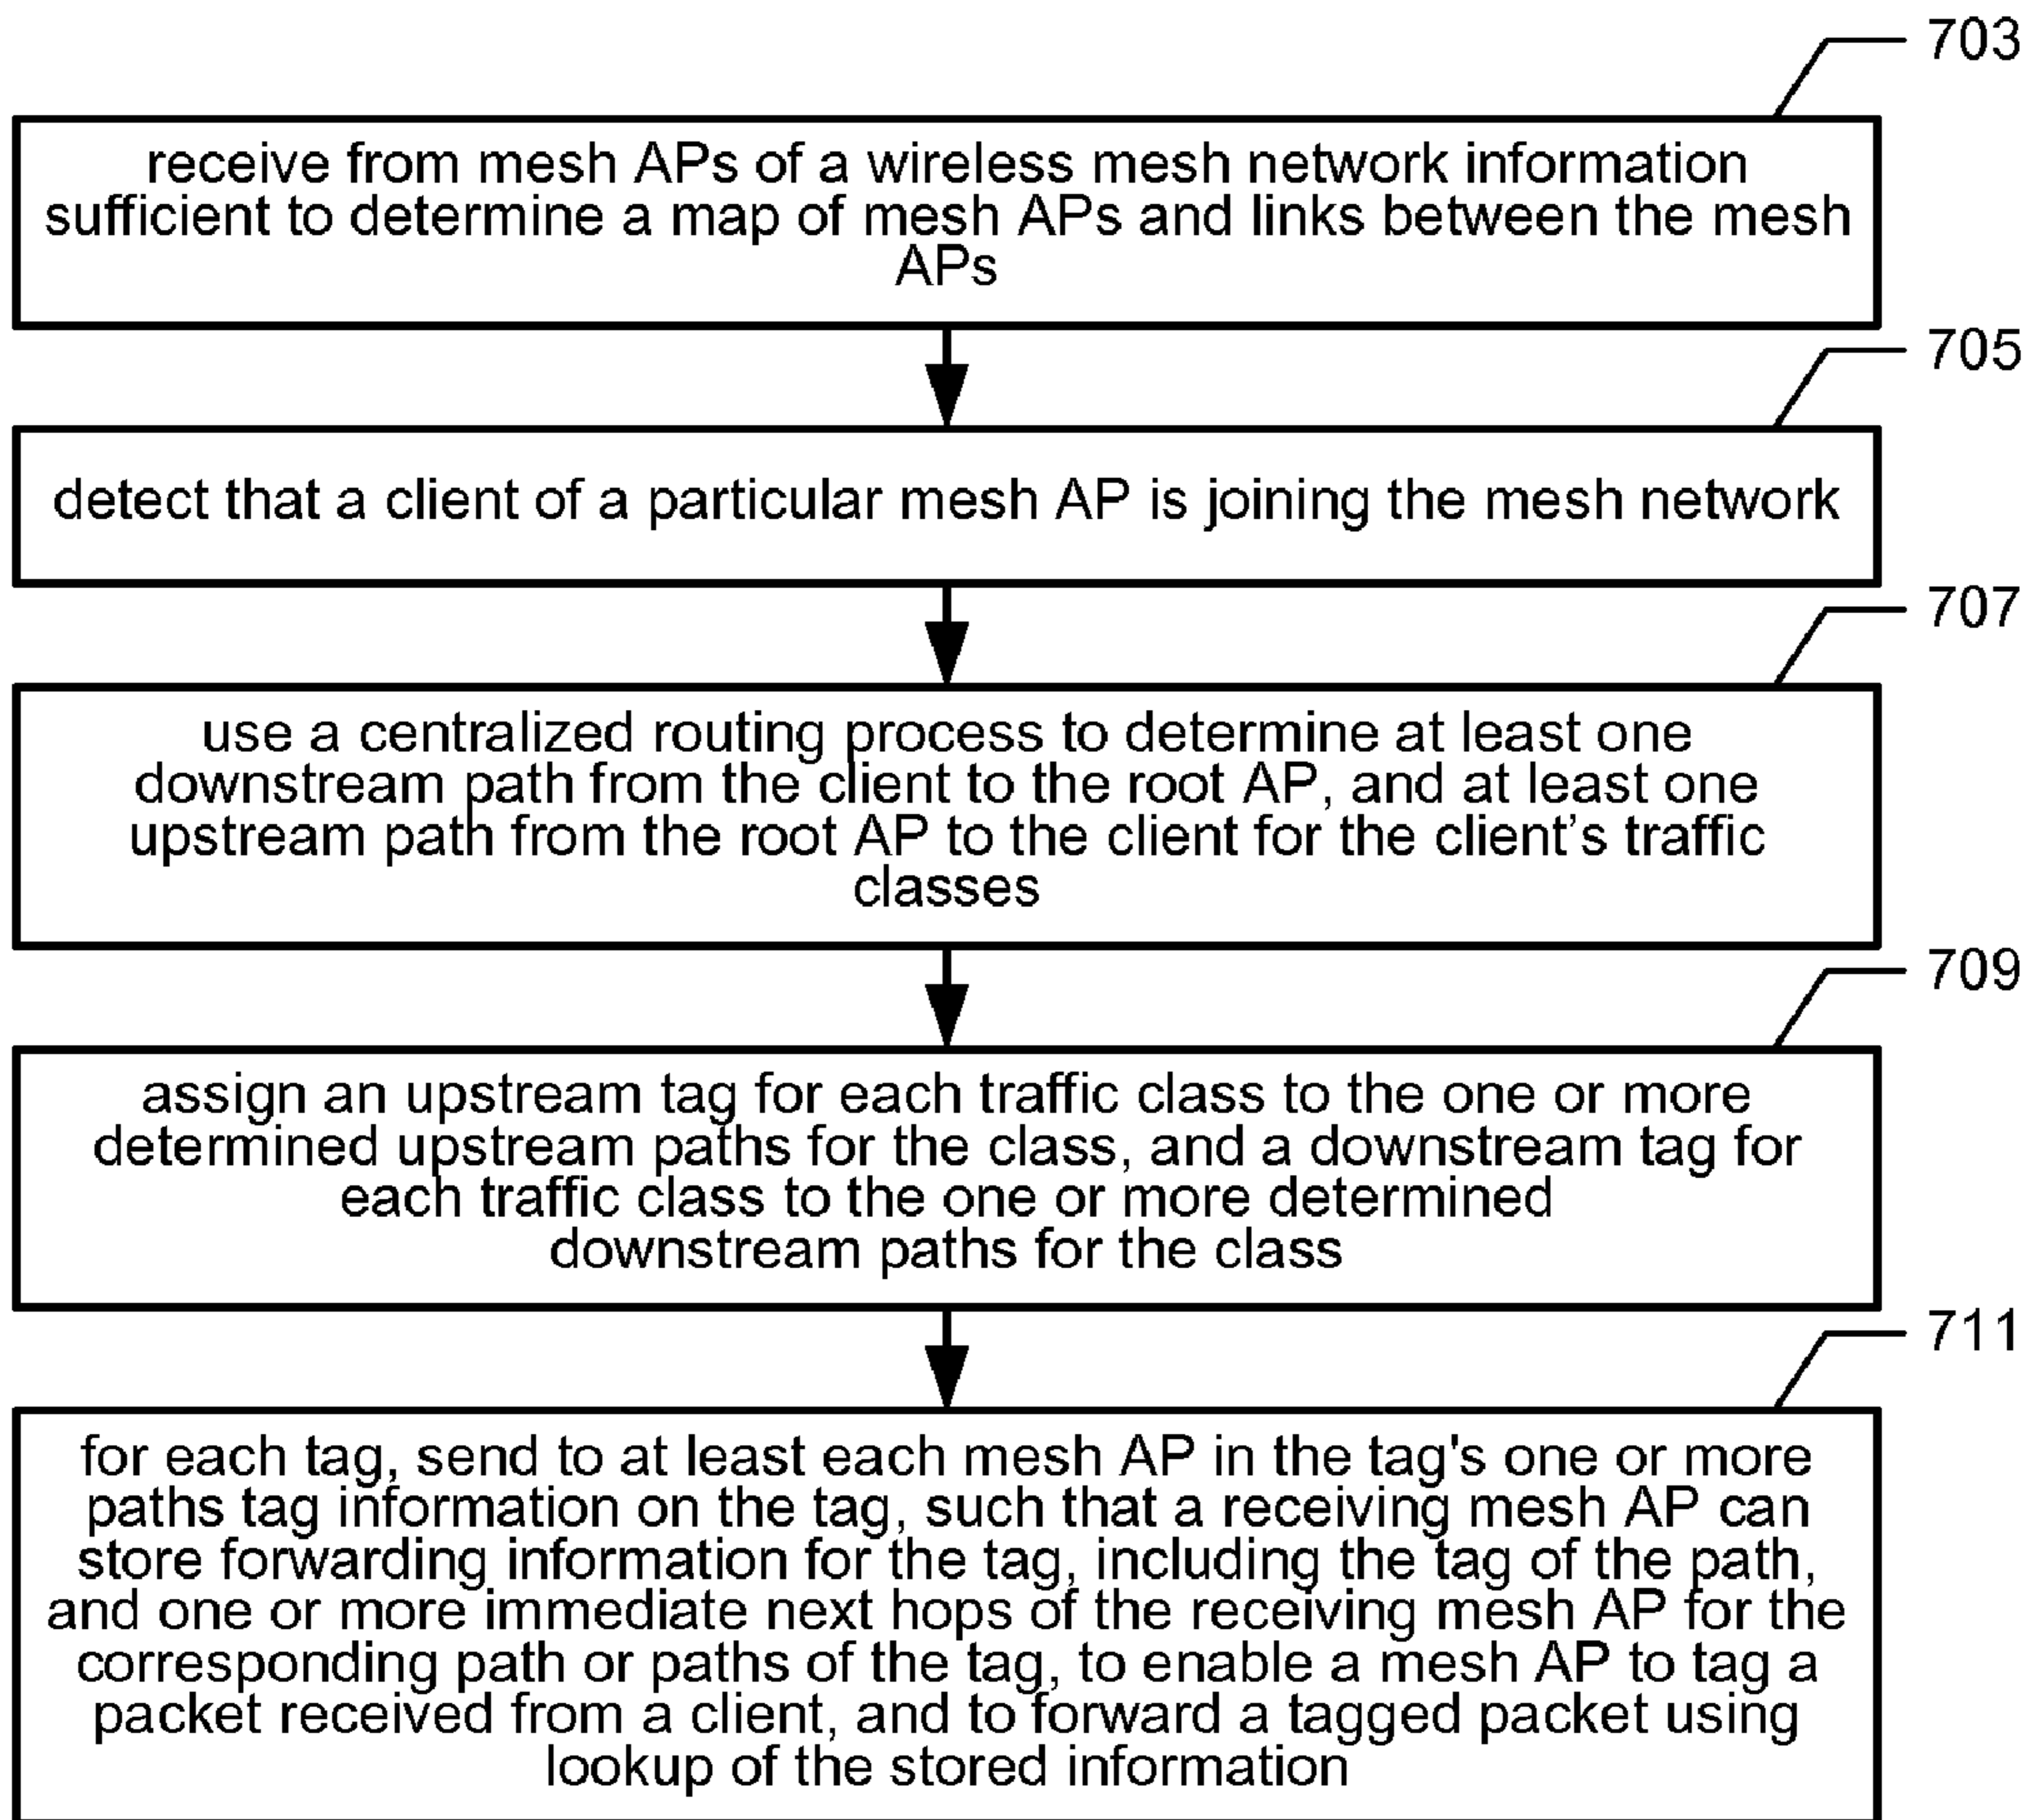 703
receive from mesh APs of a wireless mesh network information
sufficient to determine a map of mesh APs and links between the mesh
APs
705
detect that a client of a particular mesh AP is joining the mesh network
707
use a centralized routing process to determine at least one
downstream path from the client to the root AP, and at least one
upstream path from the root AP to the client for the client’s traffic
classes
709
assign an upstream tag for each traffic class to the one or more
determined upstream paths for the class, and a downstream tag for
each traffic class to the one or more determined
downstream paths for the class
711
for each tag, send to at least each mesh AP in the tag's one or more
paths tag information on the tag, such that a receiving mesh AP can
store forwarding information for the tag, including the tag of the path,
and one or more immediate next hops of the receiving mesh AP for the
corresponding path or paths of the tag, to enable a mesh AP to tag a
packet received from a client, and to forward a tagged packet using
lookup of the stored information